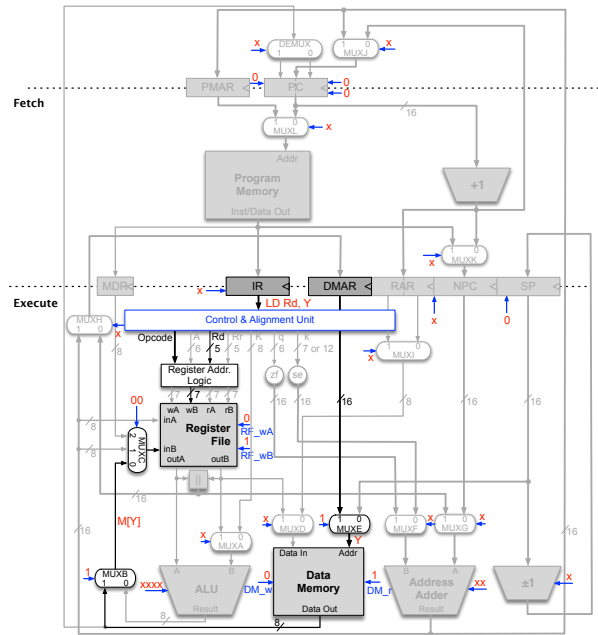 x
DEMUX
1 0
1 0
MUXJ
x
PMAR
0
PC
0
0
Fetch
16
1 0
MUXL
x
Addr
Program
Memory
Inst/Data Out
+1
1 0
MUXK
x
MDR
x
IR
DMAR
RAR
NPC
SP
Execute
LD Rd, Y
x
0
MUXH
1 0
x
Control & Alignment Unit
8
Opcode
A
6
Rd
5
Rr
5
K
8
q
6
k
7 or 12
x
1 0
MUXI
Register Addr.
Logic
zf
se
7
7
7
7
16
16
16
8
16
16
00
wA wB rA rB
inA
Register
File
inB
outA outB
0
RF_wA
1
RF_wB
8
8
2
1
0
MUXC
||
M[Y]
16
x
MUXA
x
1 0
MUXD
1
1 0
MUXE
Y
1 0
MUXF
x
1 0
MUXG
x
16
1
MUXB
1 0
xxxx
A B
ALU
Result
0
DM_w
Data In Addr
Data
Memory
Data Out
1
DM_r
B A
Address
Adder
Result
xx
±1
x
8
8